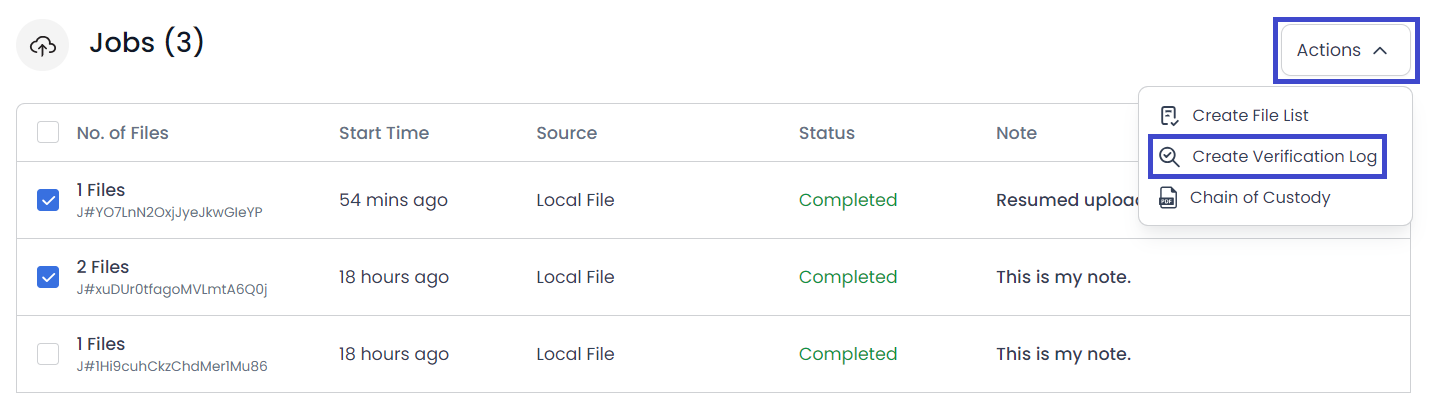 Jobs (3)
Actions
Create File List
Create Verification Log
PDF Chain of Custody
No. of Files Start Time Source Status Note
1 Files 54 mins ago Local File Completed Resumed upload
J#YO7LnN2OxjJyeJkwGIeYP
2 Files 18 hours ago Local File Completed This is my note.
J#xuDUr0tfagoMVLmtA6Q0j
1 Files 18 hours ago Local File Completed This is my note.
J#1Hi9cuhCkzChdMer1Mu86